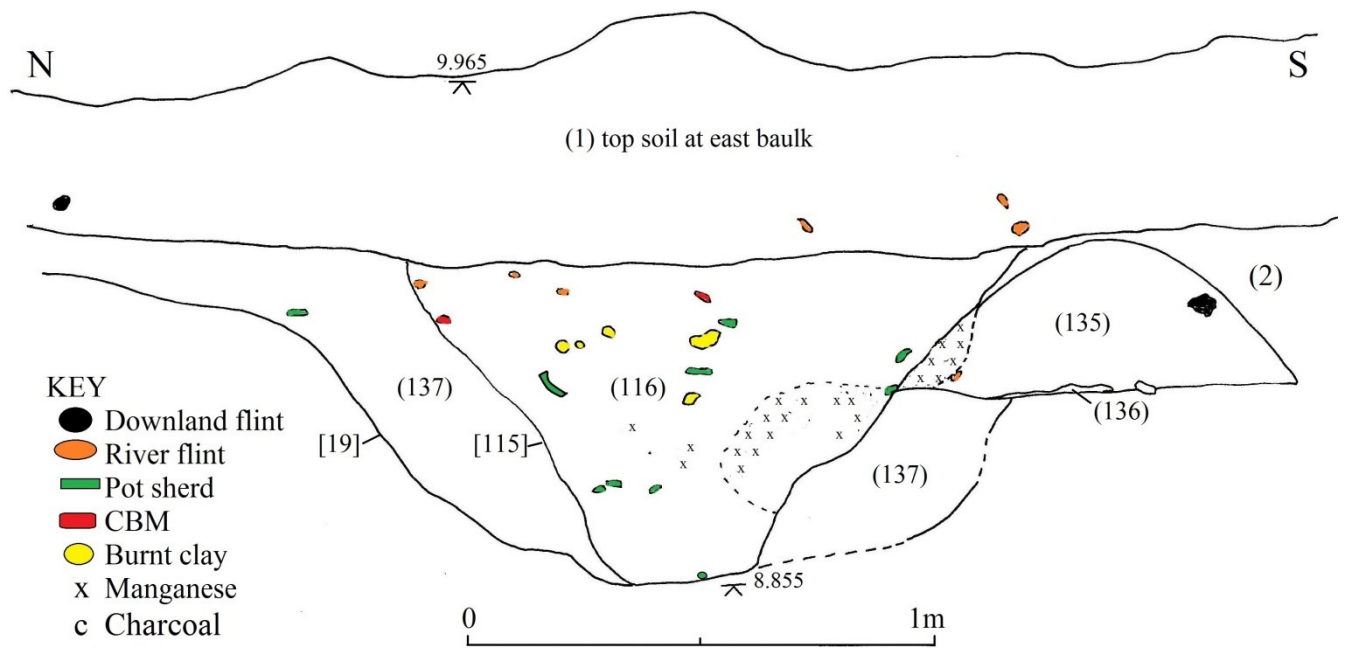 N
9.965
S
(1) top soil at east baulk
(2)
(135)
(137)
(116)
(136)
[19]
[115]
(137)
8.855
KEY
Downland flint
River flint
Pot sherd
CBM
Burnt clay
x Manganese
c Charcoal
x x x x x x x
x x x x x x x x x x x x x x
x x x
0 1m